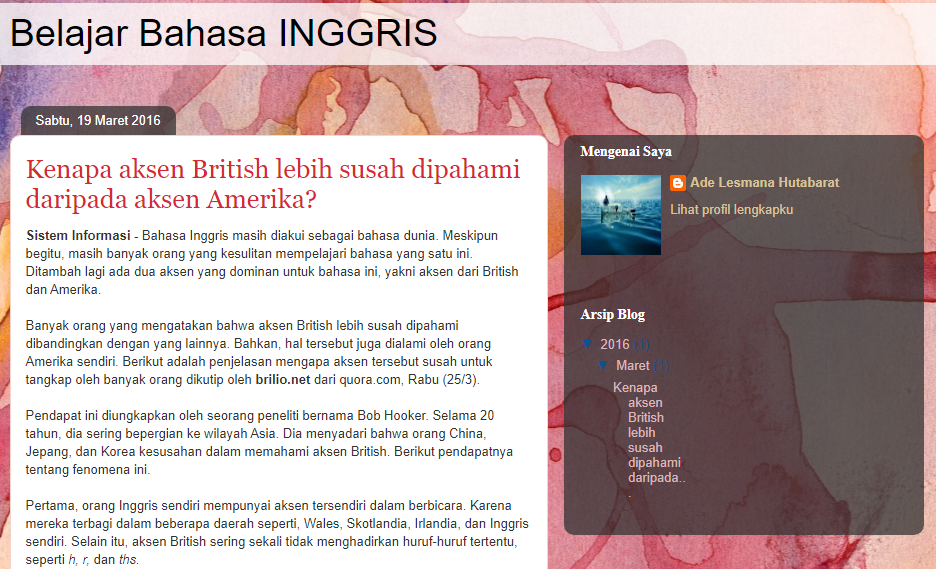 Belajar Bahasa INGGRIS
Sabtu, 19 Maret 2016
Kenapa aksen British lebih susah dipahami
daripada aksen Amerika?
Sistem Informasi - Bahasa Inggris masih diakui sebagai bahasa dunia. Meskipun
begitu, masih banyak orang yang kesulitan mempelajari bahasa yang satu ini.
Ditambah lagi ada dua aksen yang dominan untuk bahasa ini, yakni aksen dari British
dan Amerika.
Banyak orang yang mengatakan bahwa aksen British lebih susah dipahami
dibandingkan dengan yang lainnya. Bahkan, hal tersebut juga dialami oleh orang
Amerika sendiri. Berikut adalah penjelasan mengapa aksen tersebut susah untuk
tangkap oleh banyak orang dikutip oleh brilio.net dari quora.com, Rabu (25/3).
Pendapat ini diungkapkan oleh seorang peneliti bernama Bob Hooker. Selama 20
tahun, dia sering bepergian ke wilayah Asia. Dia menyadari bahwa orang China,
Jepang, dan Korea kesusahan dalam memahami aksen British. Berikut pendapatnya
tentang fenomena ini.
Pertama, orang Inggris sendiri mempunyai aksen tersendiri dalam berbicara. Karena
mereka terbagi dalam beberapa daerah seperti, Wales, Skotlandia, Irlandia, dan Inggris
sendiri. Selain itu, aksen British sering sekali tidak menghadirkan huruf-huruf tertentu,
seperti h, r, dan ths.
Mengenai Saya
Ade Lesmana Hutabarat
Lihat profil lengkapku
Arsip Blog
▼ 2016 (1)
▼ Maret (1)
Kenapa
aksen
British
lebih
susah
dipahami
daripada..
.